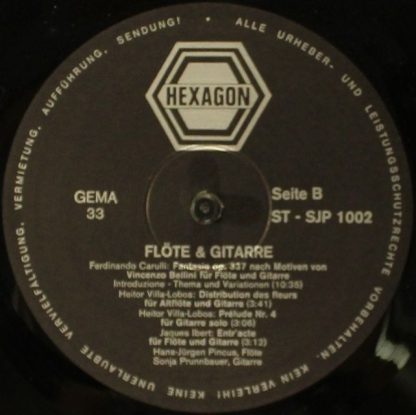 ALLE URHEBER- UND LEISTUNGSSCHUTZRECHTE VORBEHALTEN. KEIN VERLEIH! KEINE UNERLAUBTE VERVIELFÄLTIGUNG, VERMIETUNG, AUFFÜHRUNG, SENDUNG!
HEXAGON
GEMA
33
Seite B
ST - SJP 1002
FLÖTE & GITARRE
Ferdinando Carulli: Fantasie op. 337 nach Motiven von
Vincenzo Bellini für Flöte und Gitarre
Introduzione - Thema und Variationen (10:35)
Heitor Villa-Lobos: Distribution des fleurs
für Altflöte und Gitarre (3:41)
Heitor Villa-Lobos: Prélude Nr. 4
für Gitarre solo (3:06)
Jaques Ibert: Entr'acte
für Flöte und Gitarre (3:12)
Hans-Jürgen Pincus, Flöte
Sonja Prunnbauer, Gitarre